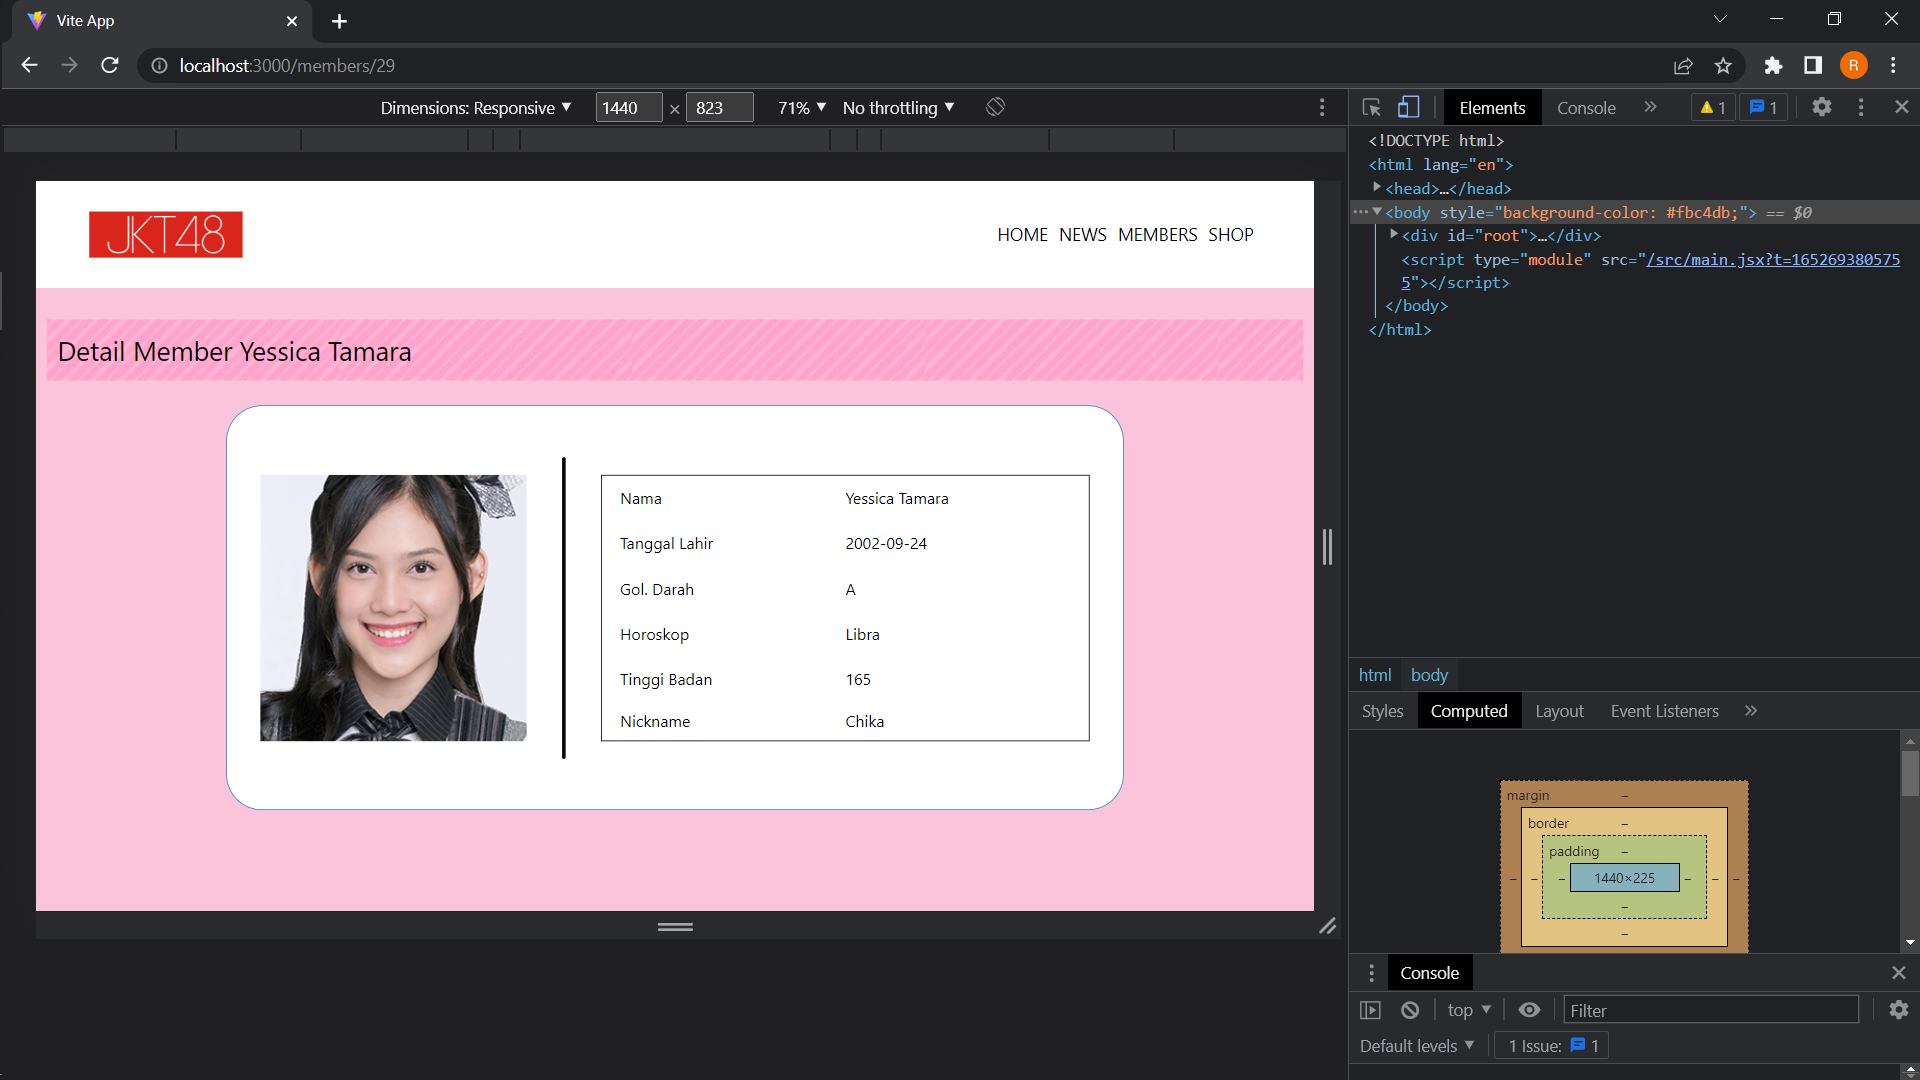 Vite App
localhost:3000/members/29
R
Dimensions: Responsive 1440 × 823 71% No throttling
Elements Console 1 1
<!DOCTYPE html>
<html lang="en">
<head>…</head>
<body style="background-color: #fbc4db;"> == $0
<div id="root">…</div>
<script type="module" src="/src/main.jsx?t=165269380575
5"></script>
</body>
</html>
JKT48
HOME NEWS MEMBERS SHOP
Detail Member Yessica Tamara
Nama Yessica Tamara
Tanggal Lahir 2002-09-24
Gol. Darah A
Horoskop Libra
Tinggi Badan 165
Nickname Chika
html body
Styles Computed Layout Event Listeners
margin –
border –
padding –
– – – 1440×225 – – –
–
–
Console
top Filter
Default levels 1 Issue: 1